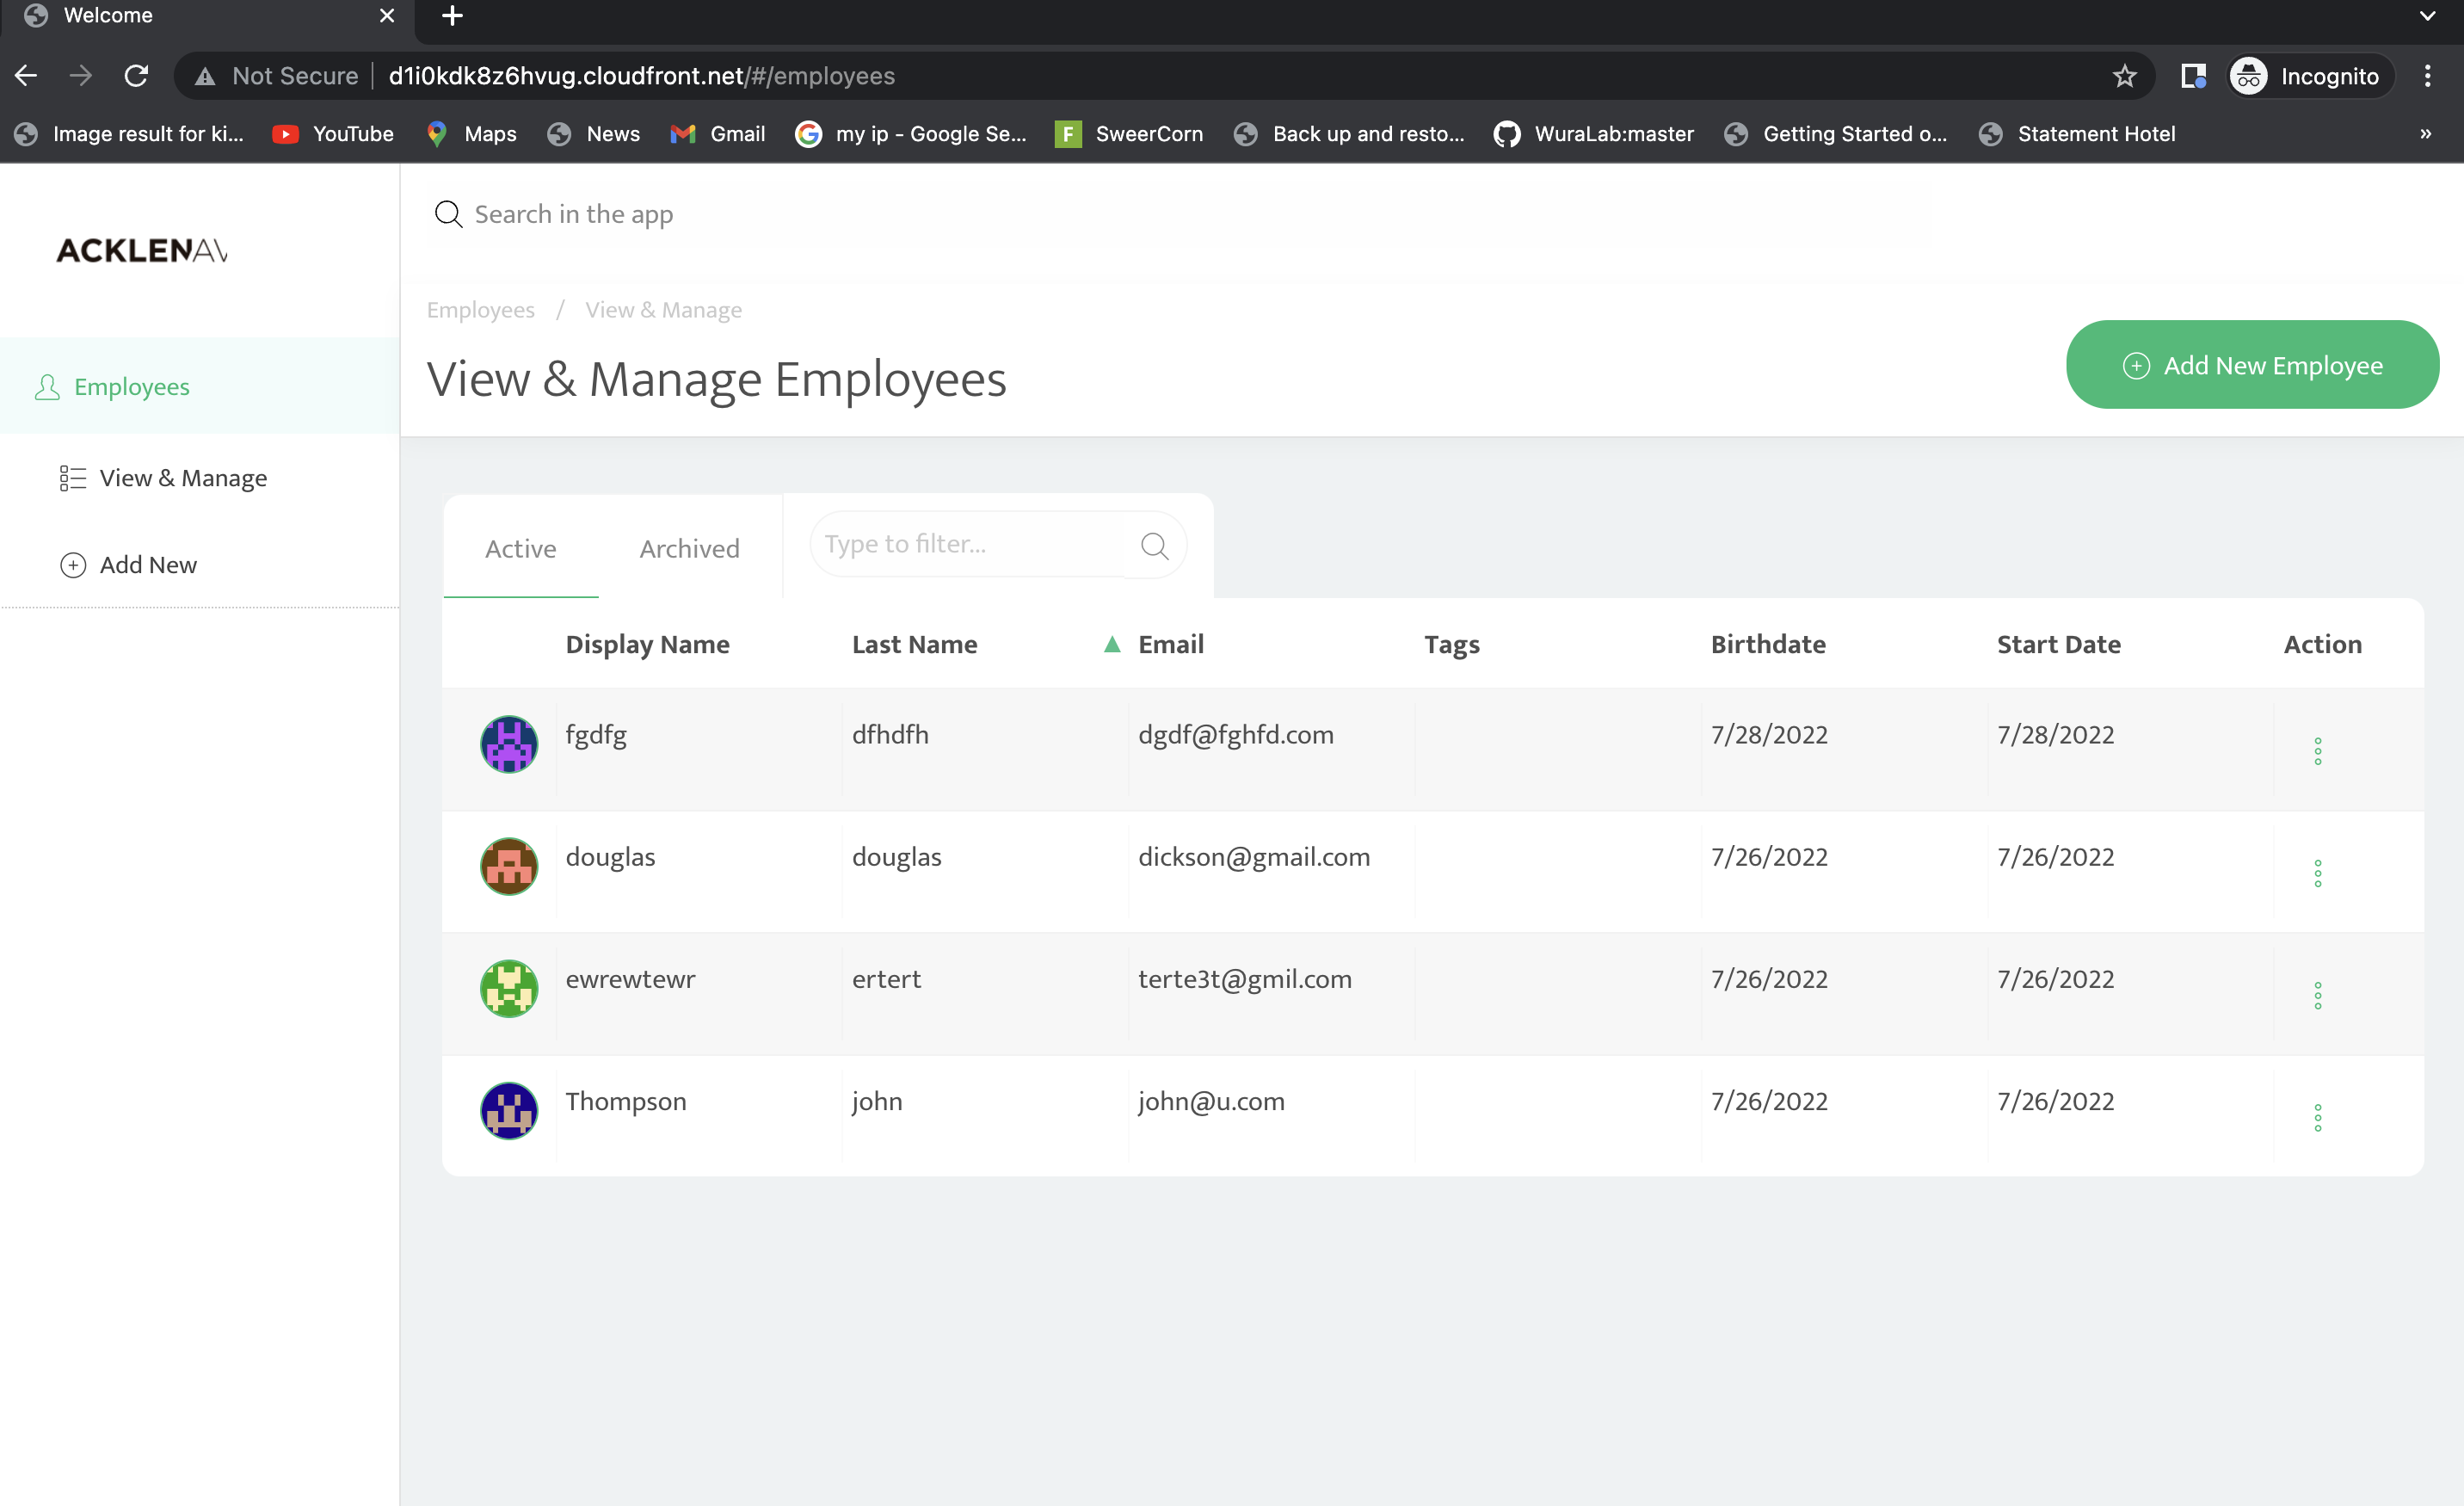 Welcome
Not Secure d1i0kdk8z6hvug.cloudfront.net/#/employees Incognito
Image result for ki... YouTube Maps News Gmail my ip - Google Se... F SweerCorn Back up and resto... WuraLab:master Getting Started o... Statement Hotel »
Search in the app
ACKLENAV
Employees / View & Manage
View & Manage Employees
Add New Employee
Employees
View & Manage
Add New
Active Archived Type to filter...
Display Name Last Name Email Tags Birthdate Start Date Action
fgdfg dfhdfh dgdf@fghfd.com 7/28/2022 7/28/2022
douglas douglas dickson@gmail.com 7/26/2022 7/26/2022
ewrewtewr ertert terte3t@gmil.com 7/26/2022 7/26/2022
Thompson john john@u.com 7/26/2022 7/26/2022